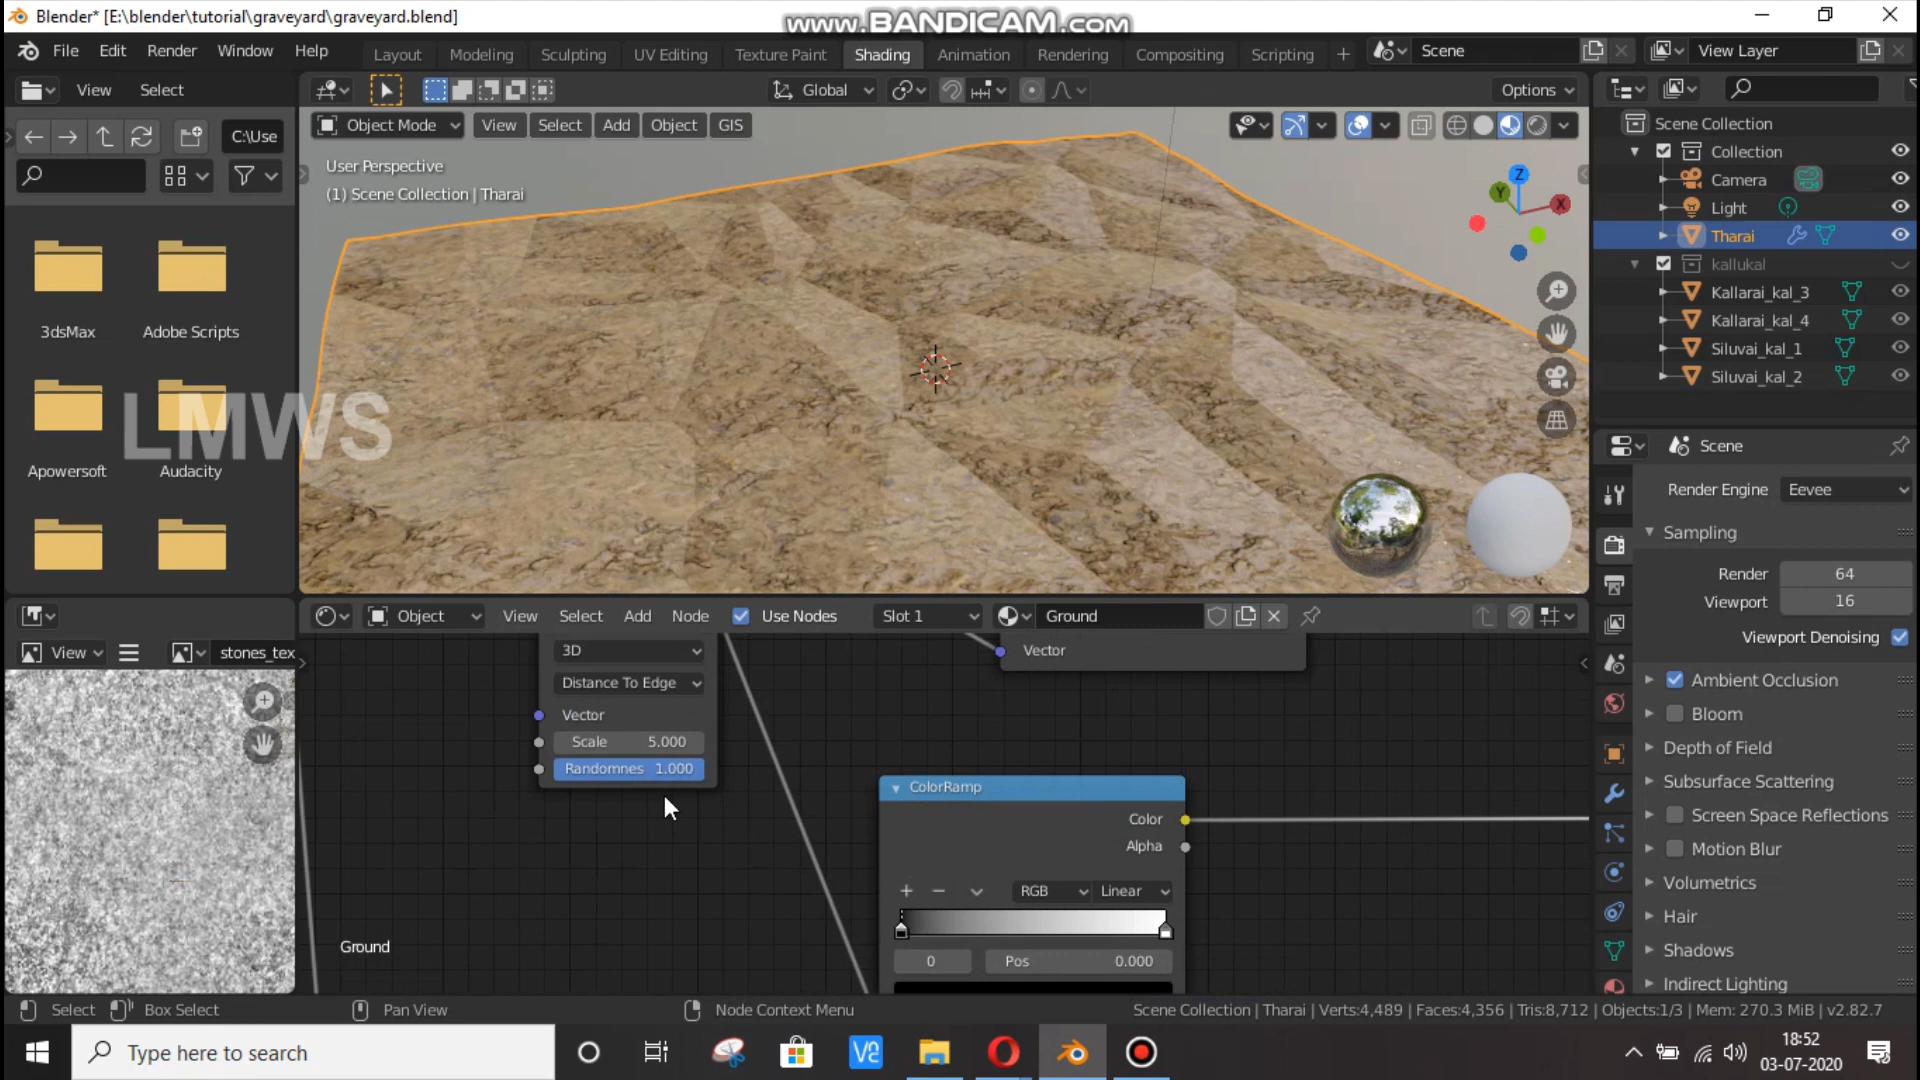 Blender* [E:\blender\tutorial\graveyard\graveyard.blend]
www.BANDICAM.com
File Edit Render Window Help
Layout Modeling Sculpting UV Editing Texture Paint Shading Animation Rendering Compositing Scripting +
Scene
View Layer
View Select
Global
Options
C:\Use
Object Mode View Select Add Object GIS
User Perspective
(1) Scene Collection | Tharai
Z
Y
X
3dsMax
Adobe Scripts
Apowersoft
Audacity
LMWS
Scene Collection
Collection
Camera
Light
Tharai
kallukal
Kallarai_kal_3
Kallarai_kal_4
Siluvai_kal_1
Siluvai_kal_2
Scene
Render Engine Eevee
Sampling
Render 64
Viewport 16
Viewport Denoising
Ambient Occlusion
Bloom
Depth of Field
Subsurface Scattering
Screen Space Reflections
Motion Blur
Volumetrics
Hair
Shadows
Indirect Lighting
Object View Select Add Node Use Nodes Slot 1 Ground
View
stones_tex
3D
Distance To Edge
Vector
Scale 5.000
Randomnes 1.000
Vector
ColorRamp
Color
Alpha
RGB Linear
0 Pos 0.000
Ground
Select Box Select Pan View Node Context Menu
Scene Collection | Tharai | Verts:4,489 | Faces:4,356 | Tris:8,712 | Objects:1/3 | Mem: 270.3 MiB | v2.82.7
Type here to search
18:52
03-07-2020